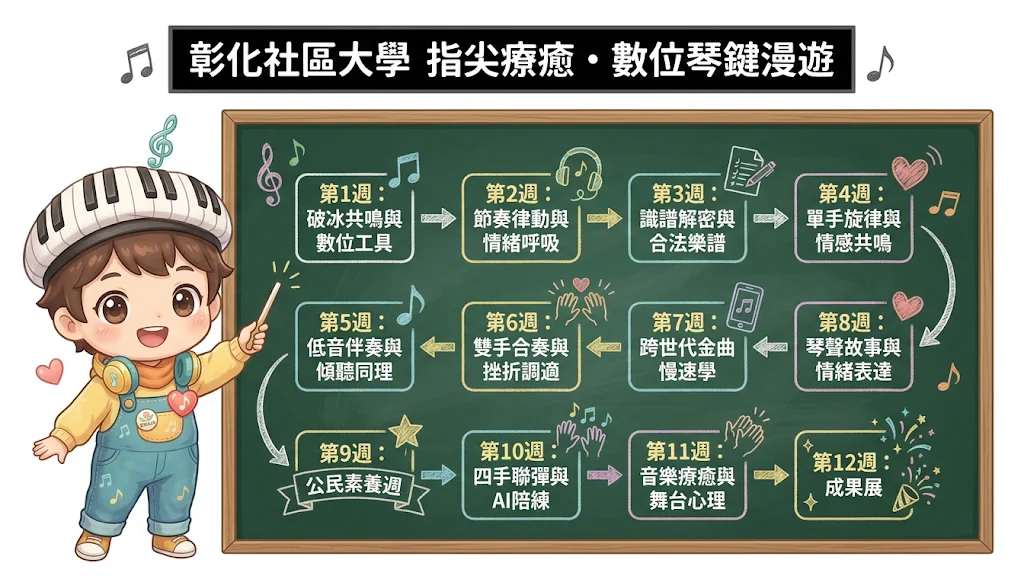 彰化社區大學 指尖療癒・數位琴鍵漫遊
第1週：
破冰共鳴與
數位工具
第2週：
節奏律動與
情緒呼吸
第3週：
識譜解密與
合法樂譜
第4週：
單手旋律與
情感共鳴
第5週：
低音伴奏與
傾聽同理
第6週：
雙手合奏與
挫折調適
第7週：
跨世代金曲
慢速學
第8週：
琴聲故事與
情緒表達
第9週：
公民素養週
第10週：
四手聯彈與
AI陪練
第11週：
音樂療癒與
舞台心理
第12週：
成果展